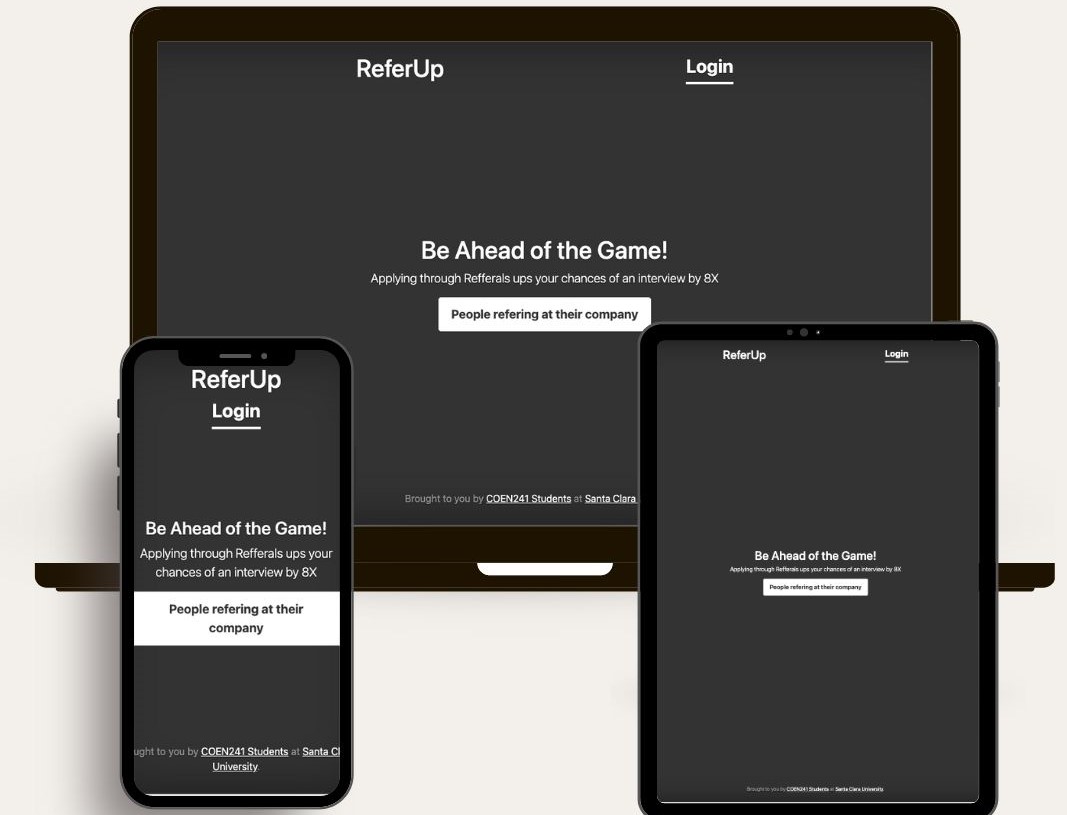 ReferUp
Login
Be Ahead of the Game!
Applying through Refferals ups your chances of an interview by 8X
People refering at their company
Brought to you by COEN241 Students at Santa Clara
ReferUp
Login
Be Ahead of the Game!
Applying through Refferals ups your
chances of an interview by 8X
People refering at their
company
ught to you by COEN241 Students at Santa Cl
University.
ReferUp
Login
Be Ahead of the Game!
Applying through Refferals ups your chances of an interview by 8X
People refering at their company
Brought to you by COEN241 Students at Santa Clara University.